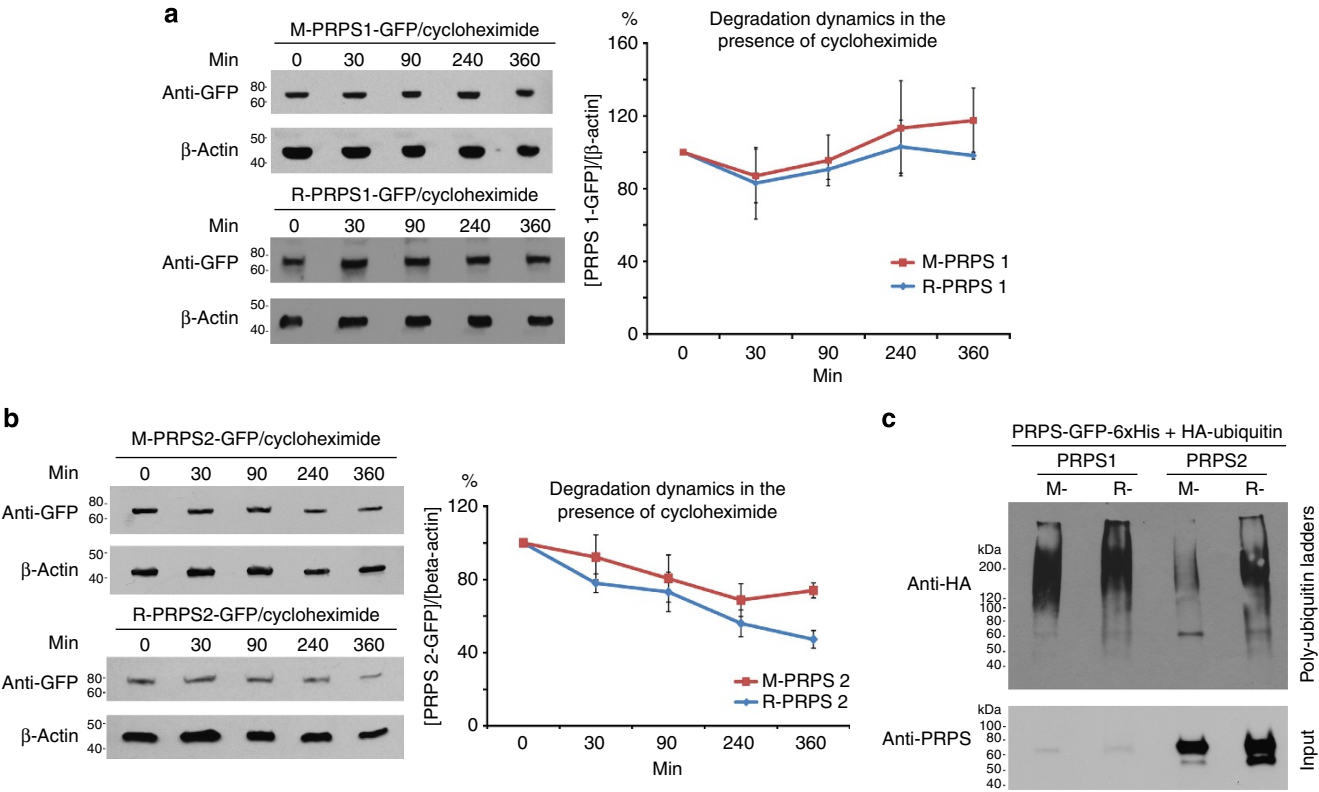 a
M-PRPS1-GFP/cycloheximide
Min 0 30 90 240 360
Anti-GFP 80 60
β-Actin 50 40
R-PRPS1-GFP/cycloheximide
Min 0 30 90 240 360
Anti-GFP 80 60
β-Actin 50 40
%
Degradation dynamics in the
presence of cycloheximide
160
120
80
40
0
[PRPS 1-GFP]/[β-actin]
M-PRPS 1
R-PRPS 1
0 30 90 240 360
Min
b
M-PRPS2-GFP/cycloheximide
Min 0 30 90 240 360
Anti-GFP 80 60
β-Actin 50 40
R-PRPS2-GFP/cycloheximide
Min 0 30 90 240 360
Anti-GFP 80 60
β-Actin 50 40
%
Degradation dynamics in the
presence of cycloheximide
120
80
40
0
[PRPS 2-GFP]/[beta-actin]
M-PRPS 2
R-PRPS 2
0 30 90 240 360
Min
c
PRPS-GFP-6xHis + HA-ubiquitin
PRPS1 PRPS2
M- R- M- R-
Anti-HA
kDa
200
120
100
80
60
50
40
Poly-ubiquitin ladders
Anti-PRPS
kDa
100
80
60
50
40
Input